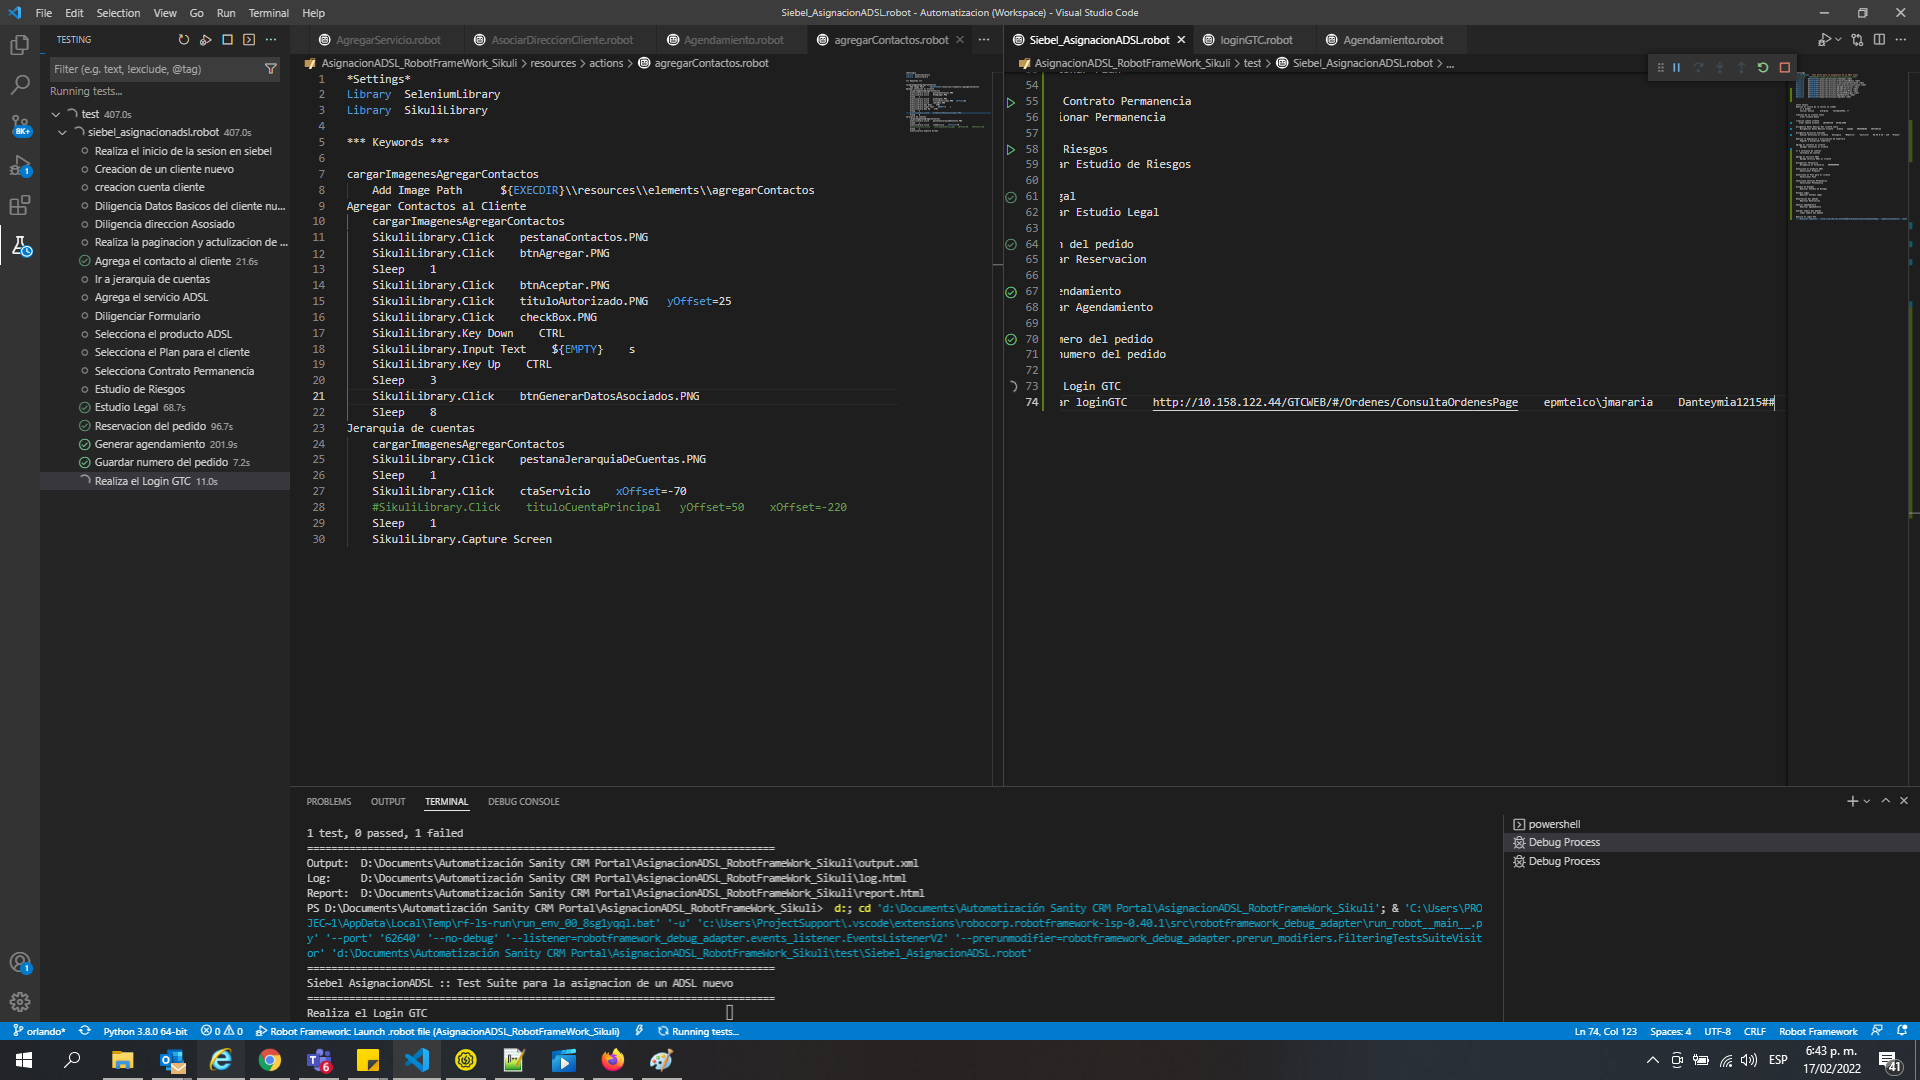 File Edit Selection View Go Run Terminal Help
Siebel_AsignacionADSL.robot - Automatizacion (Workspace) - Visual Studio Code
TESTING
Filter (e.g. text, !exclude, @tag)
Running tests...
test 407.0s
siebel_asignacionadsl.robot 407.0s
Realiza el inicio de la sesion en siebel
Creacion de un cliente nuevo
creacion cuenta cliente
Diligencia Datos Basicos del cliente nu...
Diligencia direccion Asosiado
Realiza la paginacion y actulizacion de ...
Agrega el contacto al cliente 21.6s
Ir a jerarquia de cuentas
Agrega el servicio ADSL
Diligenciar Formulario
Selecciona el producto ADSL
Selecciona el Plan para el cliente
Selecciona Contrato Permanencia
Estudio de Riesgos
Estudio Legal 68.7s
Reservacion del pedido 96.7s
Generar agendamiento 201.9s
Guardar numero del pedido 7.2s
Realiza el Login GTC 11.0s
8K+
1
1
AgregarServicio.robot AsociarDireccionCliente.robot Agendamiento.robot agregarContactos.robot
AsignacionADSL_RobotFrameWork_Sikuli > resources > actions > agregarContactos.robot
1 *Settings*
2 Library SeleniumLibrary
3 Library SikuliLibrary
4
5 *** Keywords ***
6
7 cargarImagenesAgregarContactos
8 Add Image Path ${EXECDIR}\\resources\\elements\\agregarContactos
9 Agregar Contactos al Cliente
10 cargarImagenesAgregarContactos
11 SikuliLibrary.Click pestanaContactos.PNG
12 SikuliLibrary.Click btnAgregar.PNG
13 Sleep 1
14 SikuliLibrary.Click btnAceptar.PNG
15 SikuliLibrary.Click tituloAutorizado.PNG yOffset=25
16 SikuliLibrary.Click checkBox.PNG
17 SikuliLibrary.Key Down CTRL
18 SikuliLibrary.Input Text ${EMPTY} s
19 SikuliLibrary.Key Up CTRL
20 Sleep 3
21 SikuliLibrary.Click btnGenerarDatosAsociados.PNG
22 Sleep 8
23 Jerarquia de cuentas
24 cargarImagenesAgregarContactos
25 SikuliLibrary.Click pestanaJerarquiaDeCuentas.PNG
26 Sleep 1
27 SikuliLibrary.Click ctaServicio xOffset=-70
28 #SikuliLibrary.Click tituloCuentaPrincipal yOffset=50 xOffset=-220
29 Sleep 1
30 SikuliLibrary.Capture Screen
Siebel_AsignacionADSL.robot loginGTC.robot Agendamiento.robot
AsignacionADSL_RobotFrameWork_Sikuli > test > Siebel_AsignacionADSL.robot > ...
54
55 Contrato Permanencia
56 ionar Permanencia
57
58 Riesgos
59 ar Estudio de Riesgos
60
61 gal
62 ar Estudio Legal
63
64 n del pedido
65 ar Reservacion
66
67 endamiento
68 ar Agendamiento
69
70 mero del pedido
71 numero del pedido
72
73 Login GTC
74 ar loginGTC http://10.158.122.44/GTCWEB/#/Ordenes/ConsultaOrdenesPage epmtelco\jmararia Danteymia1215##
PROBLEMS OUTPUT TERMINAL DEBUG CONSOLE
1 test, 0 passed, 1 failed
==============================================================================
Output: D:\Documents\Automatización Sanity CRM Portal\AsignacionADSL_RobotFrameWork_Sikuli\output.xml
Log: D:\Documents\Automatización Sanity CRM Portal\AsignacionADSL_RobotFrameWork_Sikuli\log.html
Report: D:\Documents\Automatización Sanity CRM Portal\AsignacionADSL_RobotFrameWork_Sikuli\report.html
PS D:\Documents\Automatización Sanity CRM Portal\AsignacionADSL_RobotFrameWork_Sikuli> d:; cd 'd:\Documents\Automatización Sanity CRM Portal\AsignacionADSL_RobotFrameWork_Sikuli'; & 'C:\Users\PRO
JEC~1\AppData\Local\Temp\rf-ls-run\run_env_00_8sg1yqql.bat' '-u' 'c:\Users\ProjectSupport\.vscode\extensions\robocorp.robotframework-lsp-0.40.1\src\robotframework_debug_adapter\run_robot__main__.p
y' '--port' '62640' '--no-debug' '--listener=robotframework_debug_adapter.events_listener.EventsListenerV2' '--prerunmodifier=robotframework_debug_adapter.prerun_modifiers.FilteringTestsSuiteVisit
or' 'd:\Documents\Automatización Sanity CRM Portal\AsignacionADSL_RobotFrameWork_Sikuli\test\Siebel_AsignacionADSL.robot'
==============================================================================
Siebel AsignacionADSL :: Test Suite para la asignacion de un ADSL nuevo
==============================================================================
Realiza el Login GTC
powershell
Debug Process
Debug Process
orlando* Python 3.8.0 64-bit 0 0 Robot Framework: Launch .robot file (AsignacionADSL_RobotFrameWork_Sikuli) Running tests... Ln 74, Col 123 Spaces: 4 UTF-8 CRLF Robot Framework
6 ESP 6:43 p. m.
17/02/2022 41